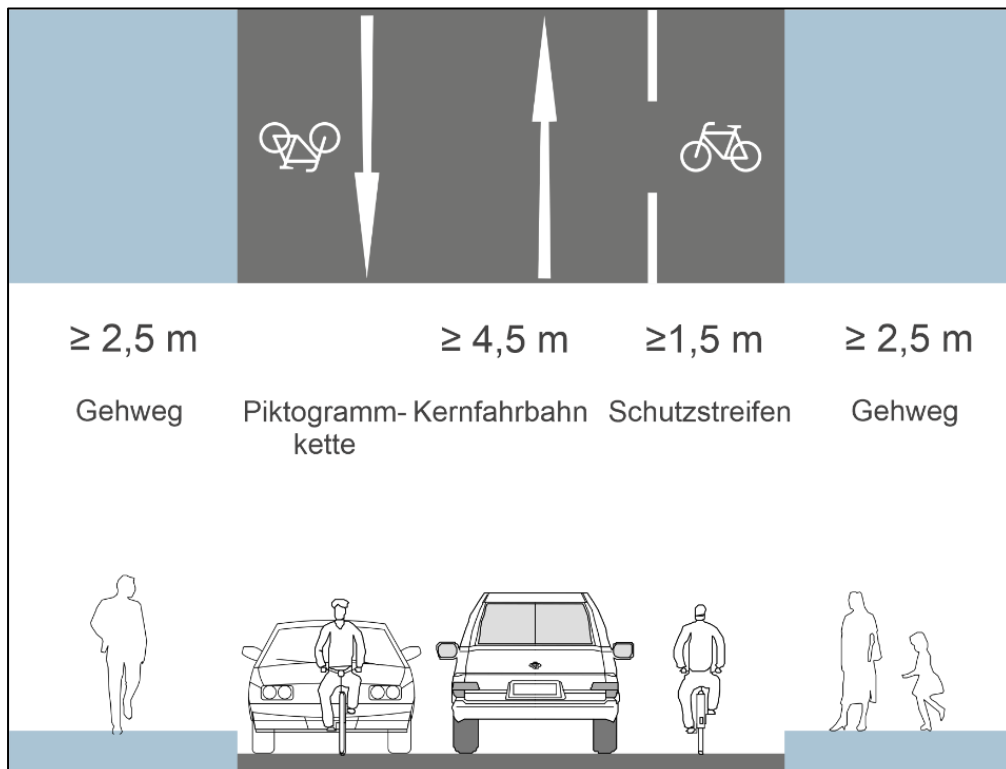 ≥ 2,5 m ≥ 4,5 m ≥1,5 m ≥ 2,5 m
Gehweg Piktogramm- Kernfahrbahn Schutzstreifen Gehweg
kette